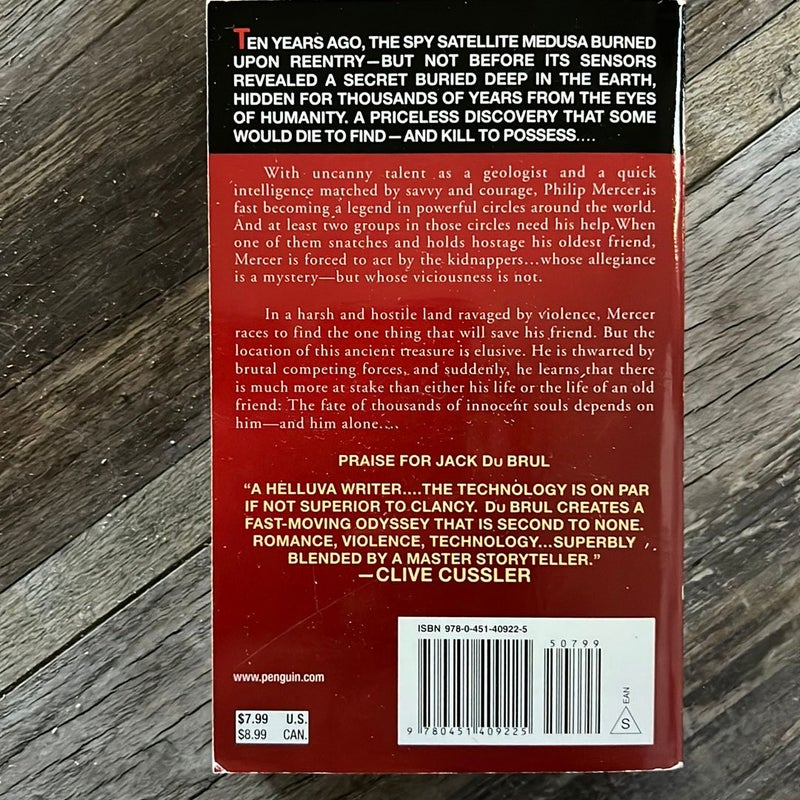 TEN YEARS AGO, THE SPY SATELLITE MEDUSA BURNED
UPON REENTRY—BUT NOT BEFORE ITS SENSORS
REVEALED A SECRET BURIED DEEP IN THE EARTH,
HIDDEN FOR THOUSANDS OF YEARS FROM THE EYES
OF HUMANITY. A PRICELESS DISCOVERY THAT SOME
WOULD DIE TO FIND—AND KILL TO POSSESS....
With uncanny talent as a geologist and a quick
intelligence matched by savvy and courage, Philip Mercer is
fast becoming a legend in powerful circles around the world.
And at least two groups in those circles need his help. When
one of them snatches and holds hostage his oldest friend,
Mercer is forced to act by the kidnappers...whose allegiance
is a mystery—but whose viciousness is not.
In a harsh and hostile land ravaged by violence, Mercer
races to find the one thing that will save his friend. But the
location of this ancient treasure is elusive. He is thwarted by
brutal competing forces, and suddenly, he learns that there
is much more at stake than either his life or the life of an old
friend: The fate of thousands of innocent souls depends on
him—and him alone....
PRAISE FOR JACK DU BRUL
“A HELLUVA WRITER....THE TECHNOLOGY IS ON PAR
IF NOT SUPERIOR TO CLANCY. DU BRUL CREATES A
FAST-MOVING ODYSSEY THAT IS SECOND TO NONE.
ROMANCE, VIOLENCE, TECHNOLOGY...SUPERBLY
BLENDED BY A MASTER STORYTELLER.”
—CLIVE CUSSLER
ISBN 978-0-451-40922-5
50799
EAN
S
9 780451 409225
www.penguin.com
$7.99 U.S.
$8.99 CAN.